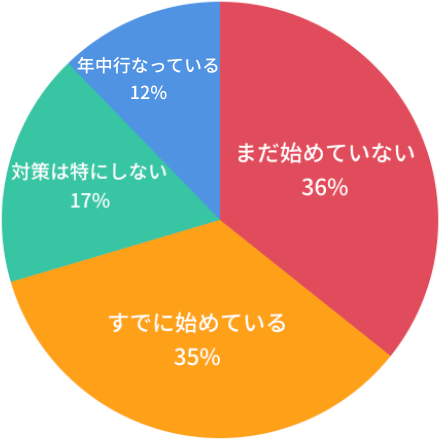 年中行なっている
12%
まだ始めていない
36%
対策は特にしない
17%
すでに始めている
35%